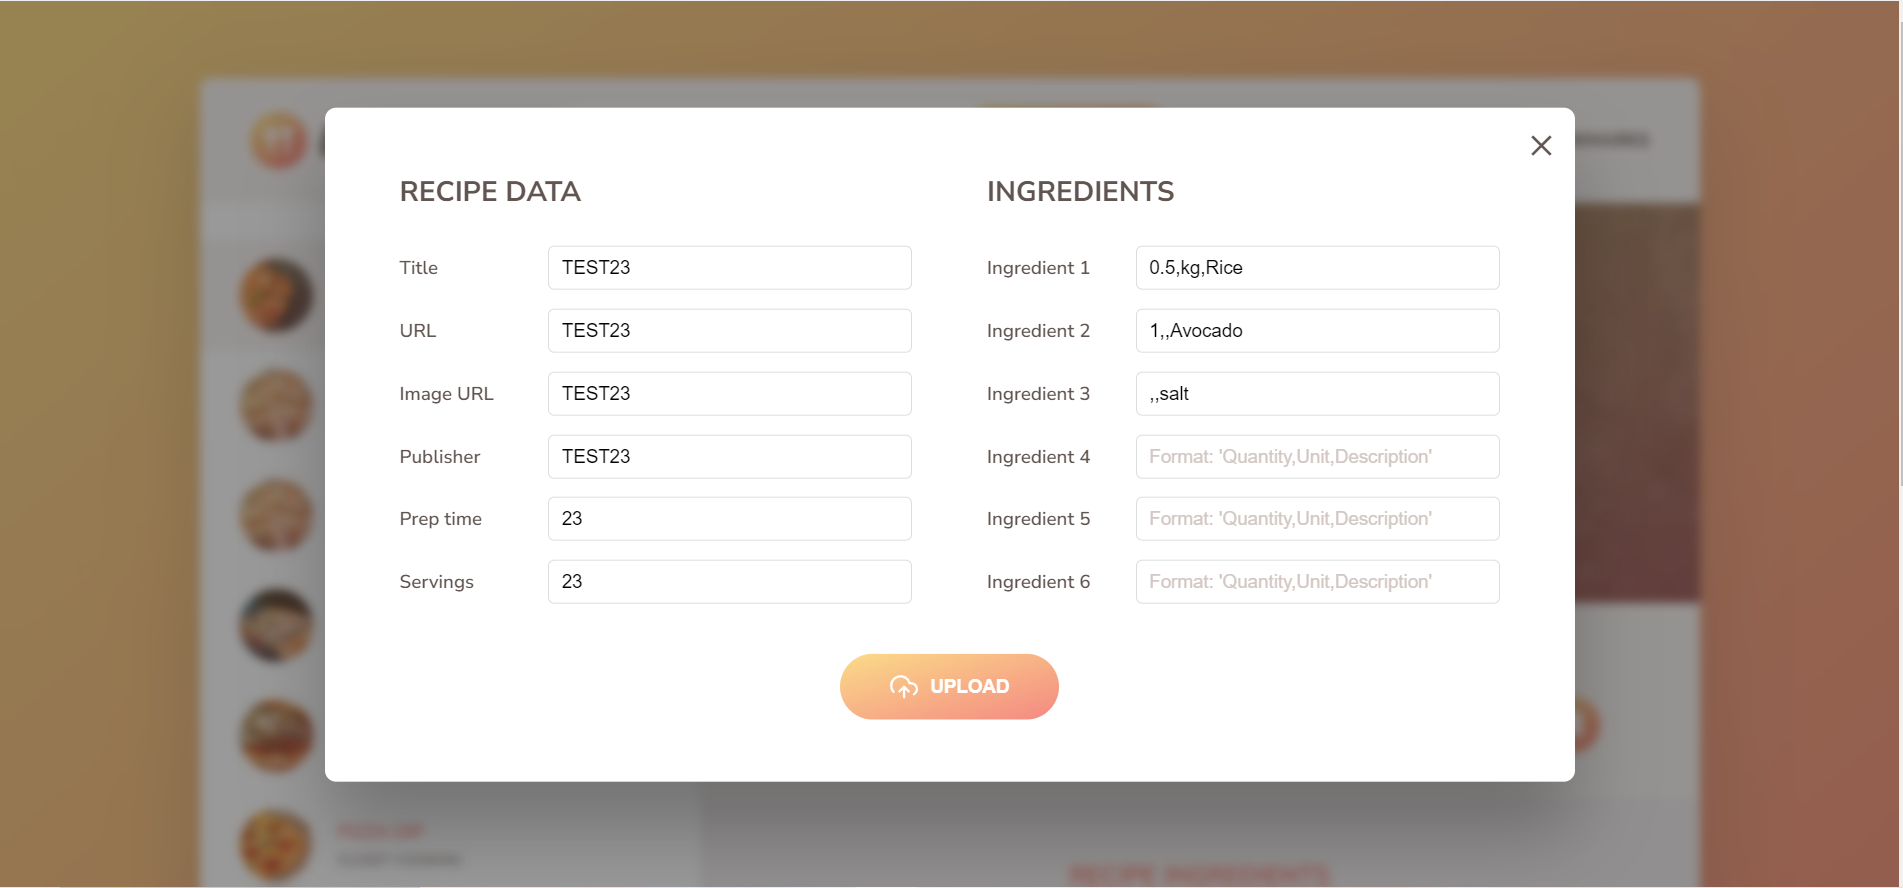 RECIPE DATA
Title
TEST23
URL
TEST23
Image URL
TEST23
Publisher
TEST23
Prep time
23
Servings
23
INGREDIENTS
Ingredient 1
0.5,kg,Rice
Ingredient 2
1,,Avocado
Ingredient 3
,,salt
Ingredient 4
Format: 'Quantity,Unit,Description'
Ingredient 5
Format: 'Quantity,Unit,Description'
Ingredient 6
Format: 'Quantity,Unit,Description'
UPLOAD
RECIPE INGREDIENTS